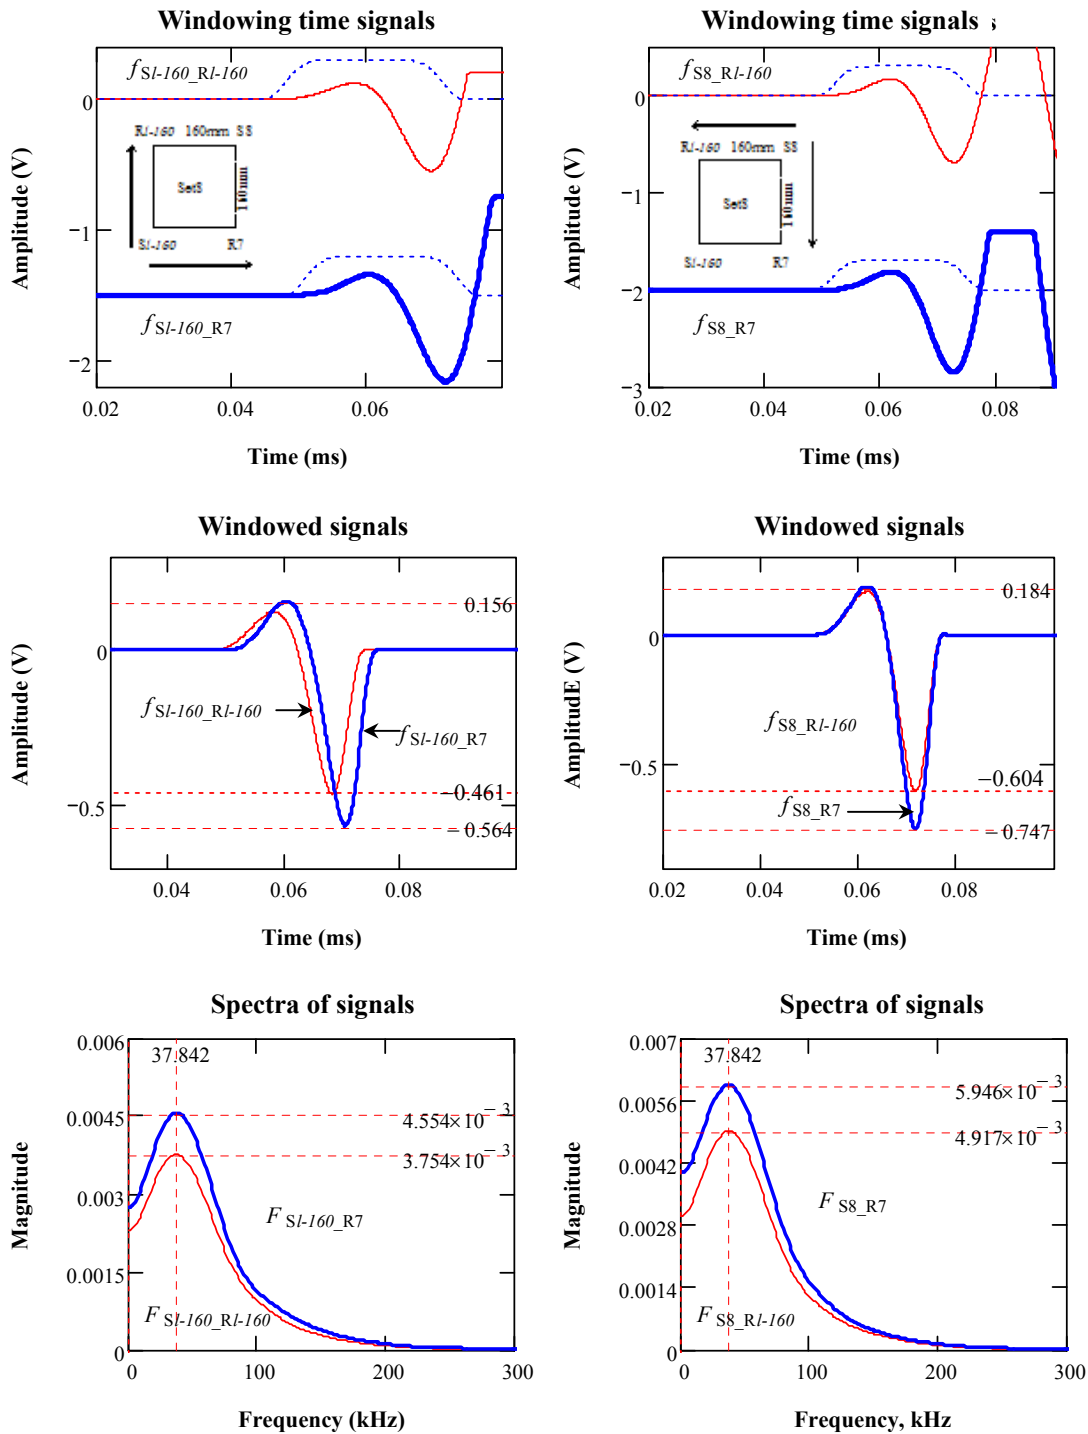 Windowing time signals
Windowing time signals s
Amplitude (V)
0
−1
−2
0.02 0.04 0.06
Time (ms)
fSl-160_Rl-160
Rl-160 160mm S8
SetS
160mm
Sl-160 R7
fSl-160_R7
Amplitude (V)
0
−1
−2
−3
0.02 0.04 0.06 0.08
Time (ms)
fS8_Rl-160
Rl-160 160mm S8
SetS
160mm
Sl-160 R7
fS8_R7
Windowed signals
Windowed signals
Amplitude (V)
0
−0.5
0.04 0.06 0.08
Time (ms)
0.156
fSl-160_Rl-160
fSl-160_R7
−0.461
−0.564
AmplitudE (V)
0
−0.5
0.02 0.04 0.06 0.08
Time (ms)
0.184
fS8_Rl-160
−0.604
fS8_R7
−0.747
Spectra of signals
Spectra of signals
Magnitude
0.006
0.0045
0.003
0.0015
0
0 100 200 300
Frequency (kHz)
37.842
4.554×10−3
3.754×10−3
F Sl-160_R7
F Sl-160_Rl-160
Magnitude
0.007
0.0056
0.0042
0.0028
0.0014
0
0 100 200 300
Frequency, kHz
37.842
5.946×10−3
4.917×10−3
F S8_R7
F S8_Rl-160